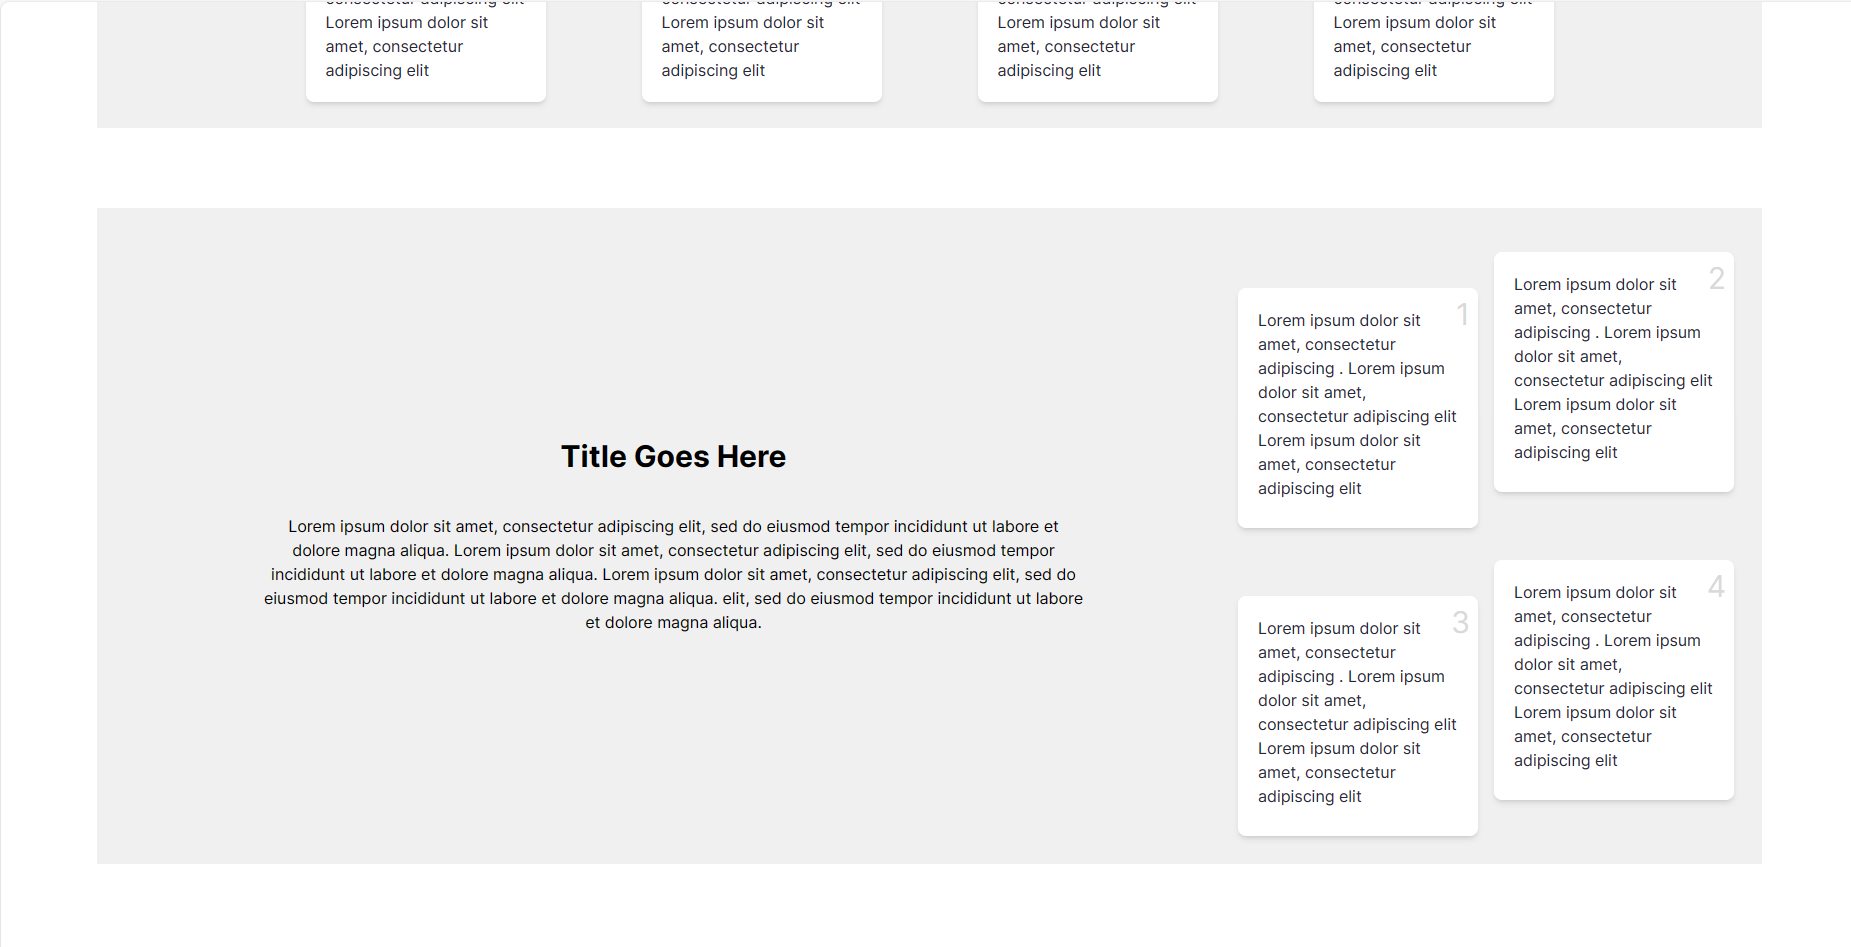 Lorem ipsum dolor sit
amet, consectetur
adipiscing elit
Lorem ipsum dolor sit
amet, consectetur
adipiscing elit
Lorem ipsum dolor sit
amet, consectetur
adipiscing elit
Lorem ipsum dolor sit
amet, consectetur
adipiscing elit
Title Goes Here
Lorem ipsum dolor sit amet, consectetur adipiscing elit, sed do eiusmod tempor incididunt ut labore et
dolore magna aliqua. Lorem ipsum dolor sit amet, consectetur adipiscing elit, sed do eiusmod tempor
incididunt ut labore et dolore magna aliqua. Lorem ipsum dolor sit amet, consectetur adipiscing elit, sed do
eiusmod tempor incididunt ut labore et dolore magna aliqua. elit, sed do eiusmod tempor incididunt ut labore
et dolore magna aliqua.
1
Lorem ipsum dolor sit
amet, consectetur
adipiscing . Lorem ipsum
dolor sit amet,
consectetur adipiscing elit
Lorem ipsum dolor sit
amet, consectetur
adipiscing elit
2
Lorem ipsum dolor sit
amet, consectetur
adipiscing . Lorem ipsum
dolor sit amet,
consectetur adipiscing elit
Lorem ipsum dolor sit
amet, consectetur
adipiscing elit
3
Lorem ipsum dolor sit
amet, consectetur
adipiscing . Lorem ipsum
dolor sit amet,
consectetur adipiscing elit
Lorem ipsum dolor sit
amet, consectetur
adipiscing elit
4
Lorem ipsum dolor sit
amet, consectetur
adipiscing . Lorem ipsum
dolor sit amet,
consectetur adipiscing elit
Lorem ipsum dolor sit
amet, consectetur
adipiscing elit